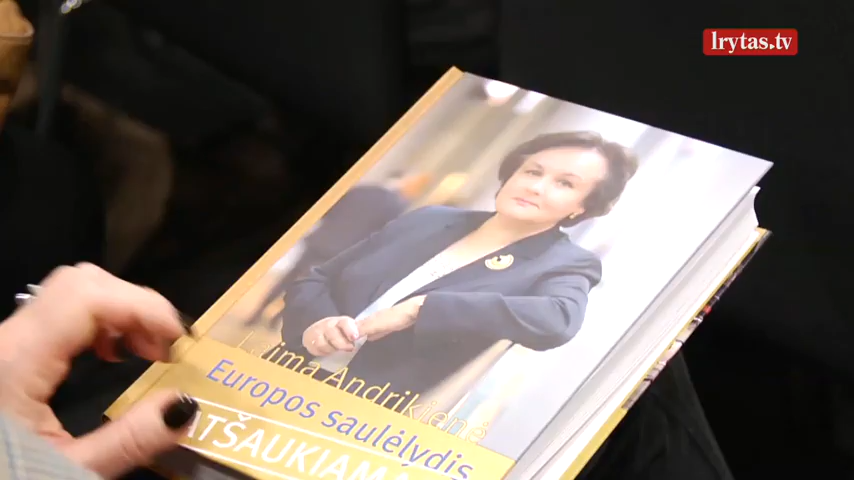 lrytas.tv
Laima Andrikienė
Europos saulėlydis
ATŠAUKIAMAS